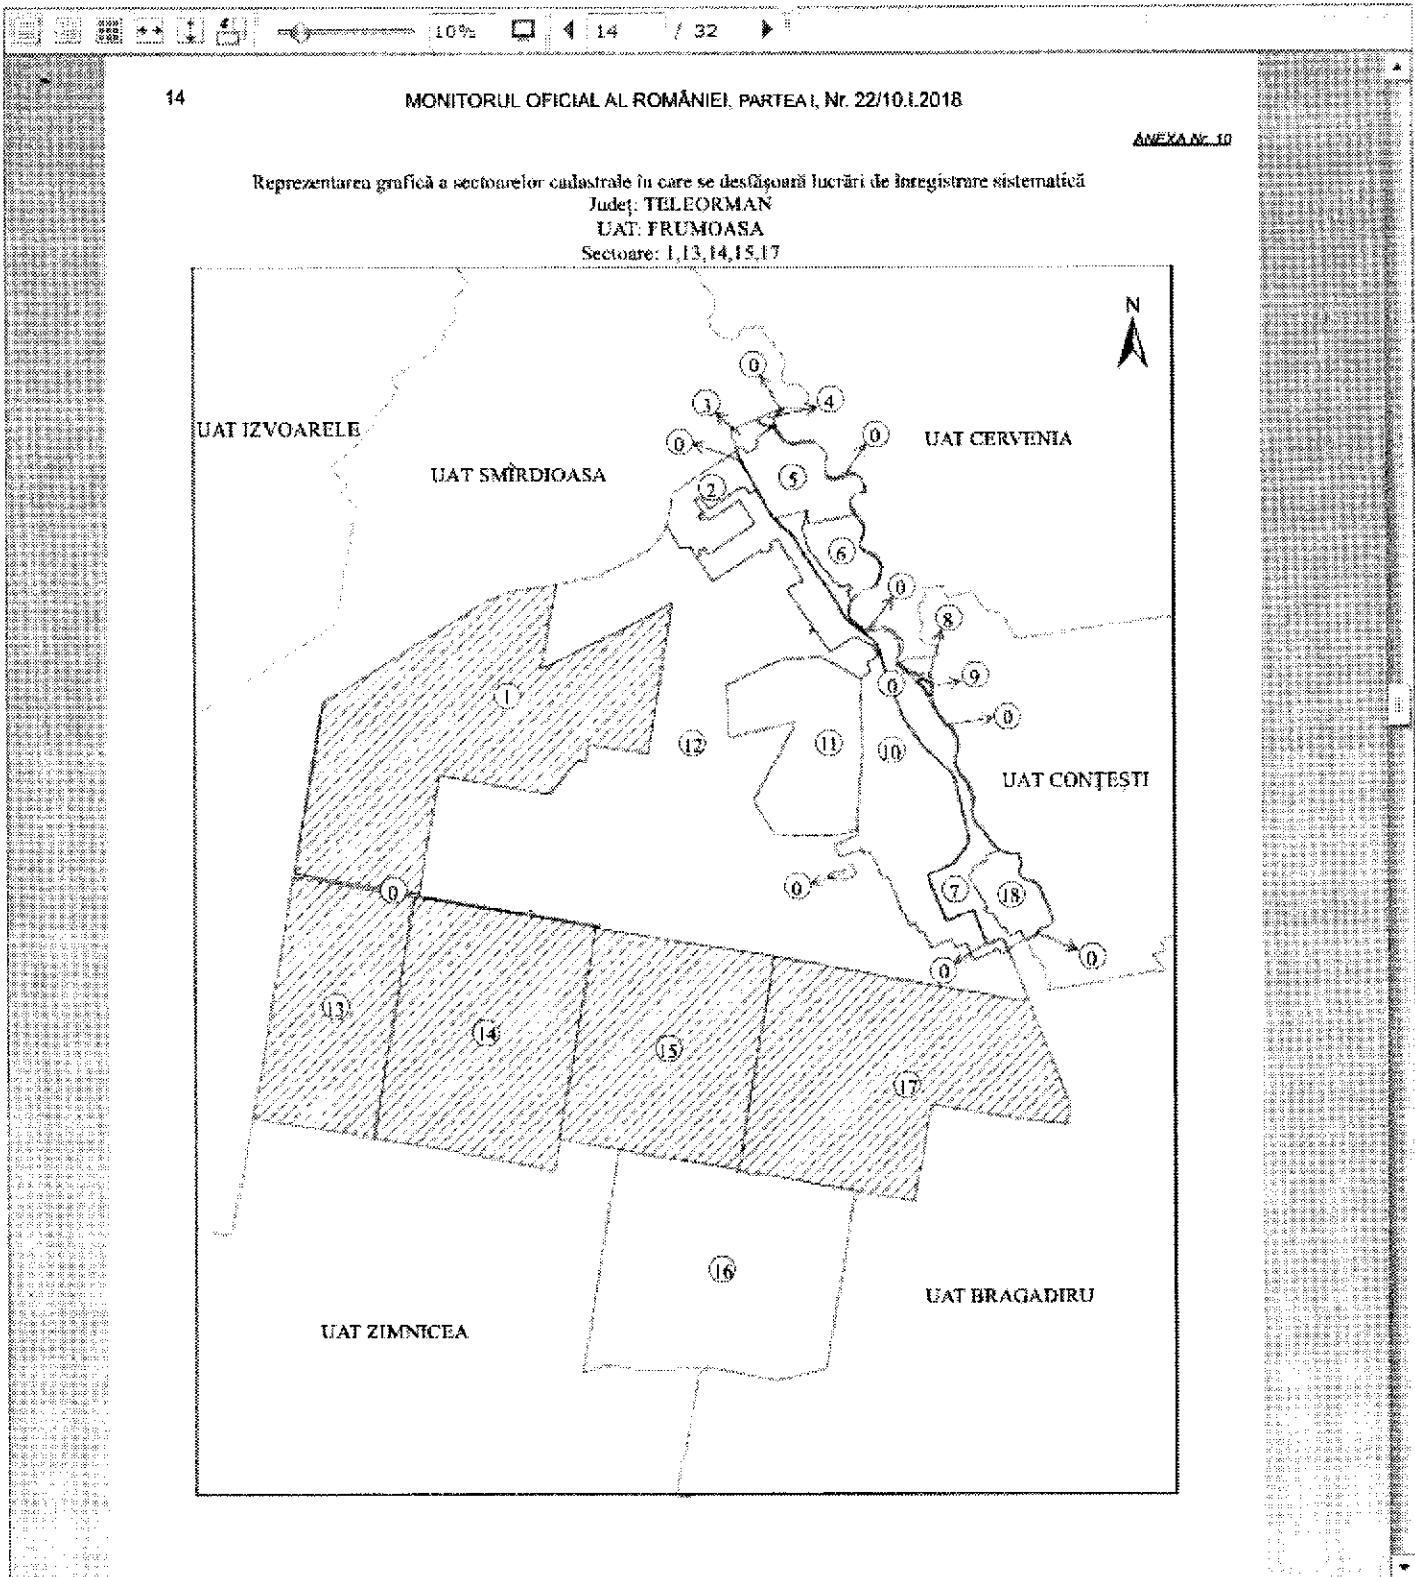 10%
14 / 32
14
MONITORUL OFICIAL AL ROMÂNIEI, PARTEA I, Nr. 22/10.I.2018
ANEXA Nr. 10
Reprezentarea grafică a sectoarelor cadastrale în care se desfășoară lucrări de înregistrare sistematică
Județ: TELEORMAN
UAT: FRUMOASA
Sectoare: 1,13,14,15,17
N
0
3
4
UAT IZVOARELE
0
0
UAT CERVENIA
UAT SMÎRDIOASA
2
5
6
0
8
9
0
1
0
12
11
10
UAT CONȚEȘTI
0
0
7
18
0
0
13
14
15
17
16
UAT BRAGADIRU
UAT ZIMNICEA